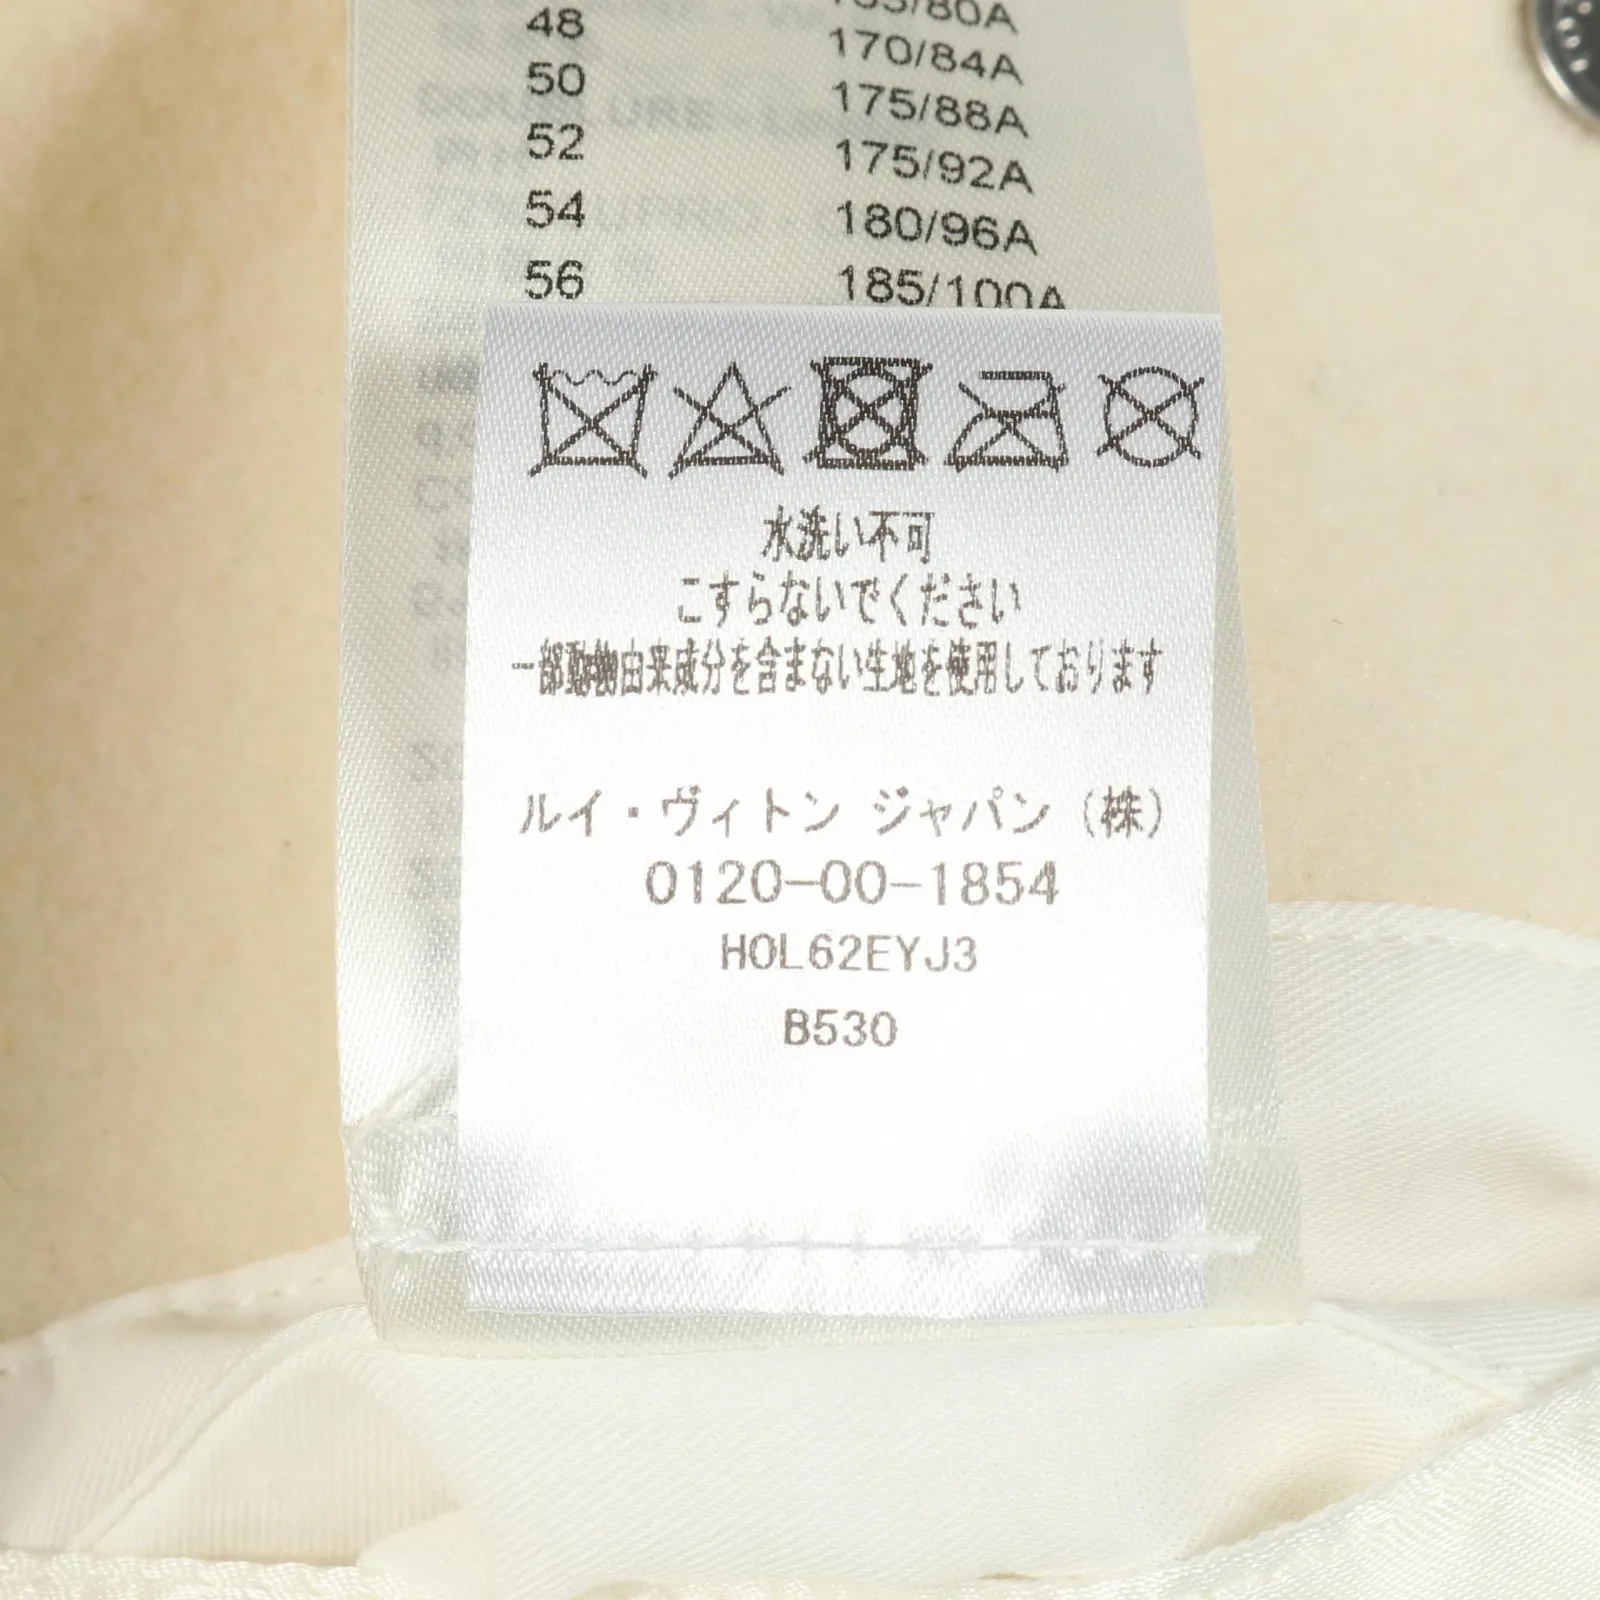 165/80A
48 170/84A
50 175/88A
52 175/92A
54 180/96A
56 185/100A
水洗い不可
こすらないでください
一部動物由来成分を含まない生地を使用しております
ルイ・ヴィトン ジャパン (株)
0120-00-1854
HOL62EYJ3
B530